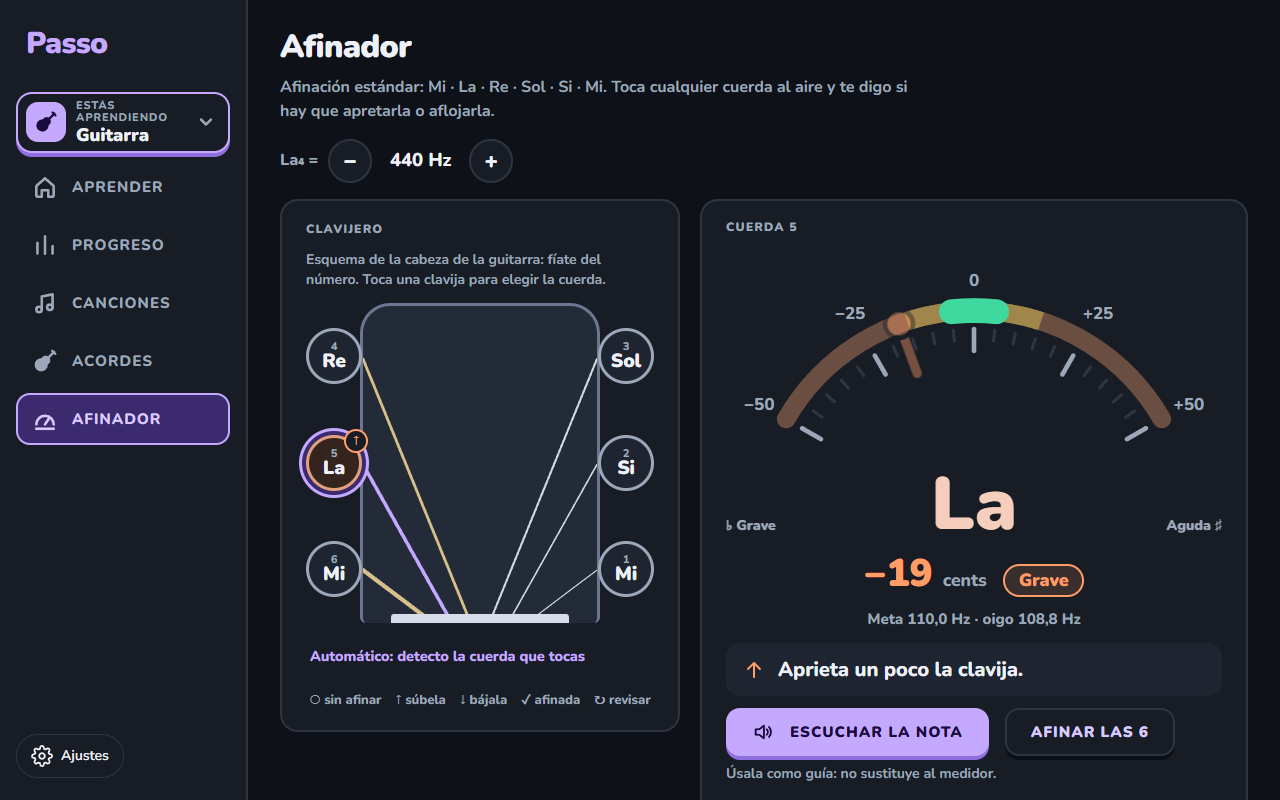 Passo
ESTÁS
APRENDIENDO
Guitarra
APRENDER
PROGRESO
CANCIONES
ACORDES
AFINADOR
Ajustes
Afinador
Afinación estándar: Mi · La · Re · Sol · Si · Mi. Toca cualquier cuerda al aire y te digo si
hay que apretarla o aflojarla.
La₄ = − 440 Hz +
CLAVIJERO
Esquema de la cabeza de la guitarra: fíate del
número. Toca una clavija para elegir la cuerda.
4
Re
3
Sol
5
La
↑
2
Si
6
Mi
1
Mi
Automático: detecto la cuerda que tocas
○ sin afinar ↑ súbela ↓ bájala ✓ afinada ↻ revisar
CUERDA 5
0
−25
+25
−50
+50
La
♭ Grave
Aguda ♯
−19 cents Grave
Meta 110,0 Hz · oigo 108,8 Hz
↑ Aprieta un poco la clavija.
ESCUCHAR LA NOTA
AFINAR LAS 6
Úsala como guía: no sustituye al medidor.